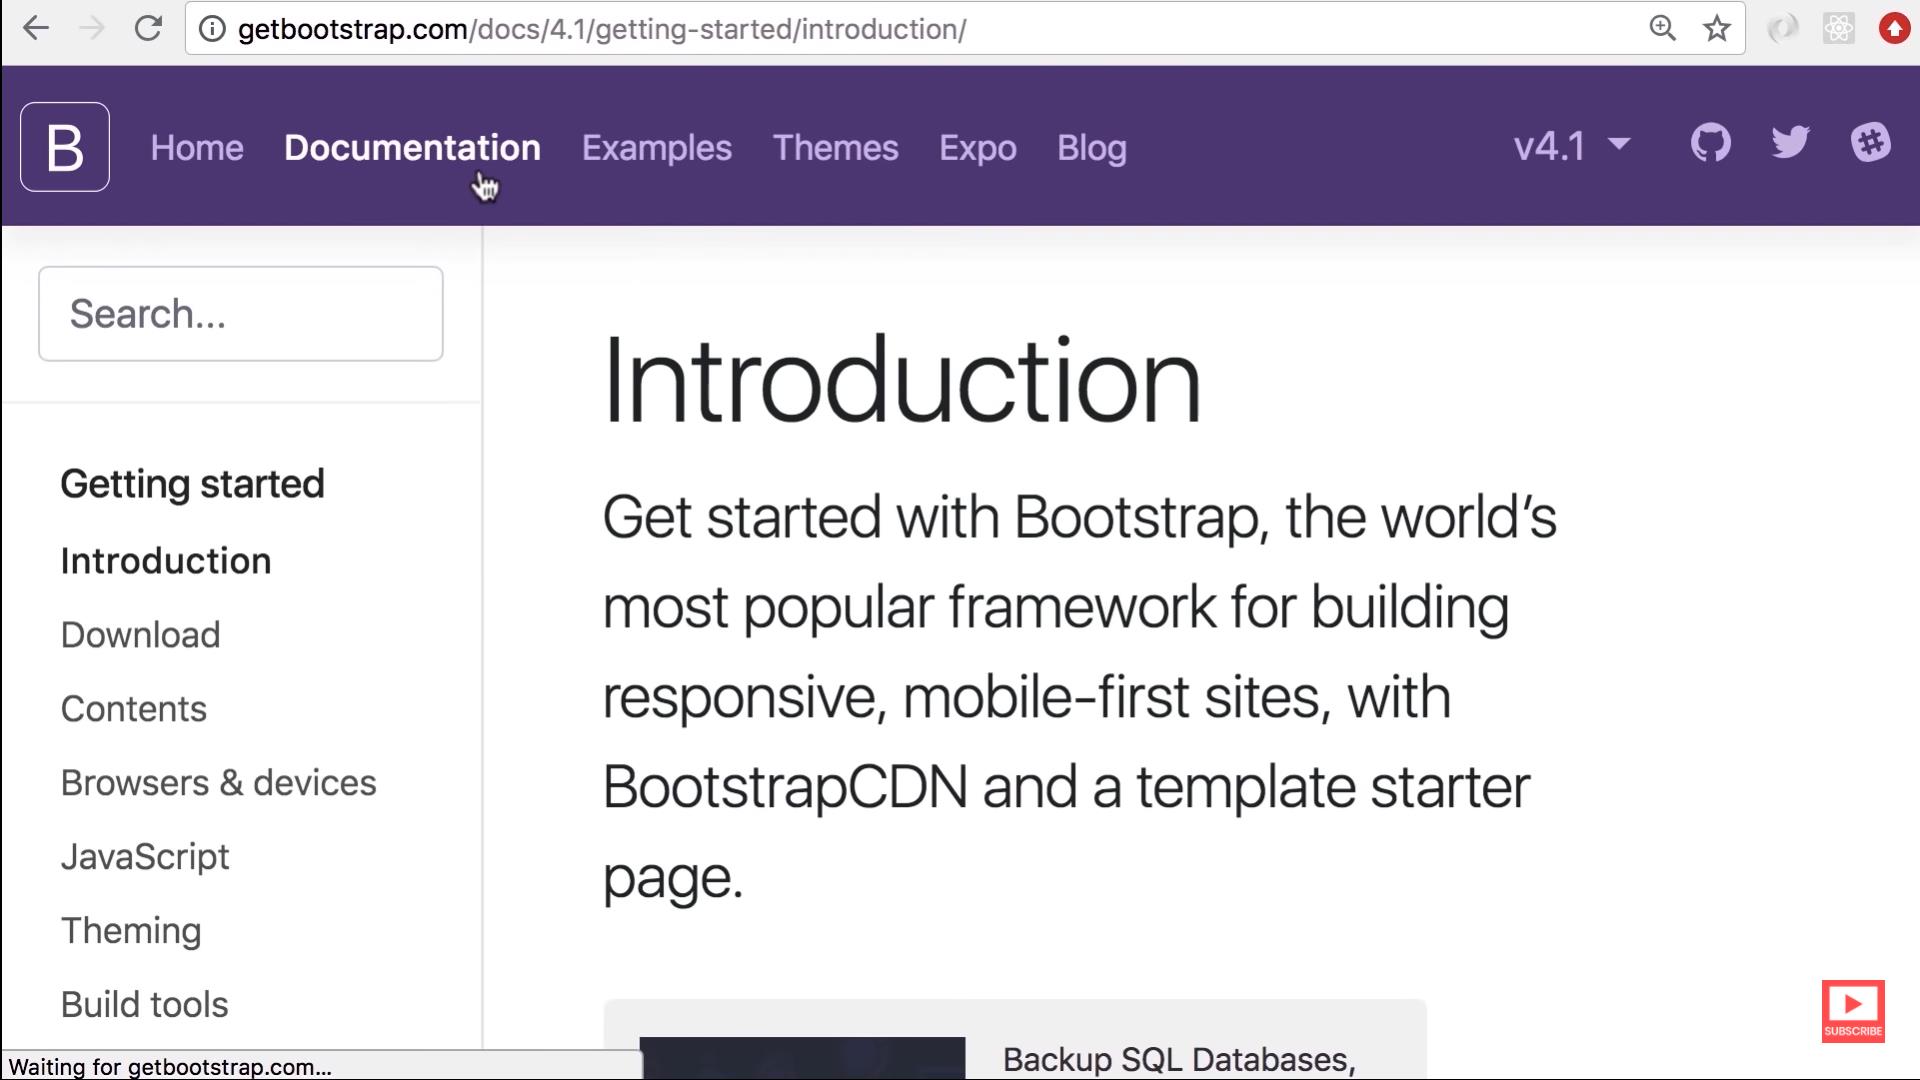 getbootstrap.com/docs/4.1/getting-started/introduction/
B Home Documentation Examples Themes Expo Blog v4.1
Search...
Introduction
Get started with Bootstrap, the world’s
most popular framework for building
responsive, mobile-first sites, with
BootstrapCDN and a template starter
page.
Getting started
Introduction
Download
Contents
Browsers & devices
JavaScript
Theming
Build tools
Backup SQL Databases,
SUBSCRIBE
Waiting for getbootstrap.com...